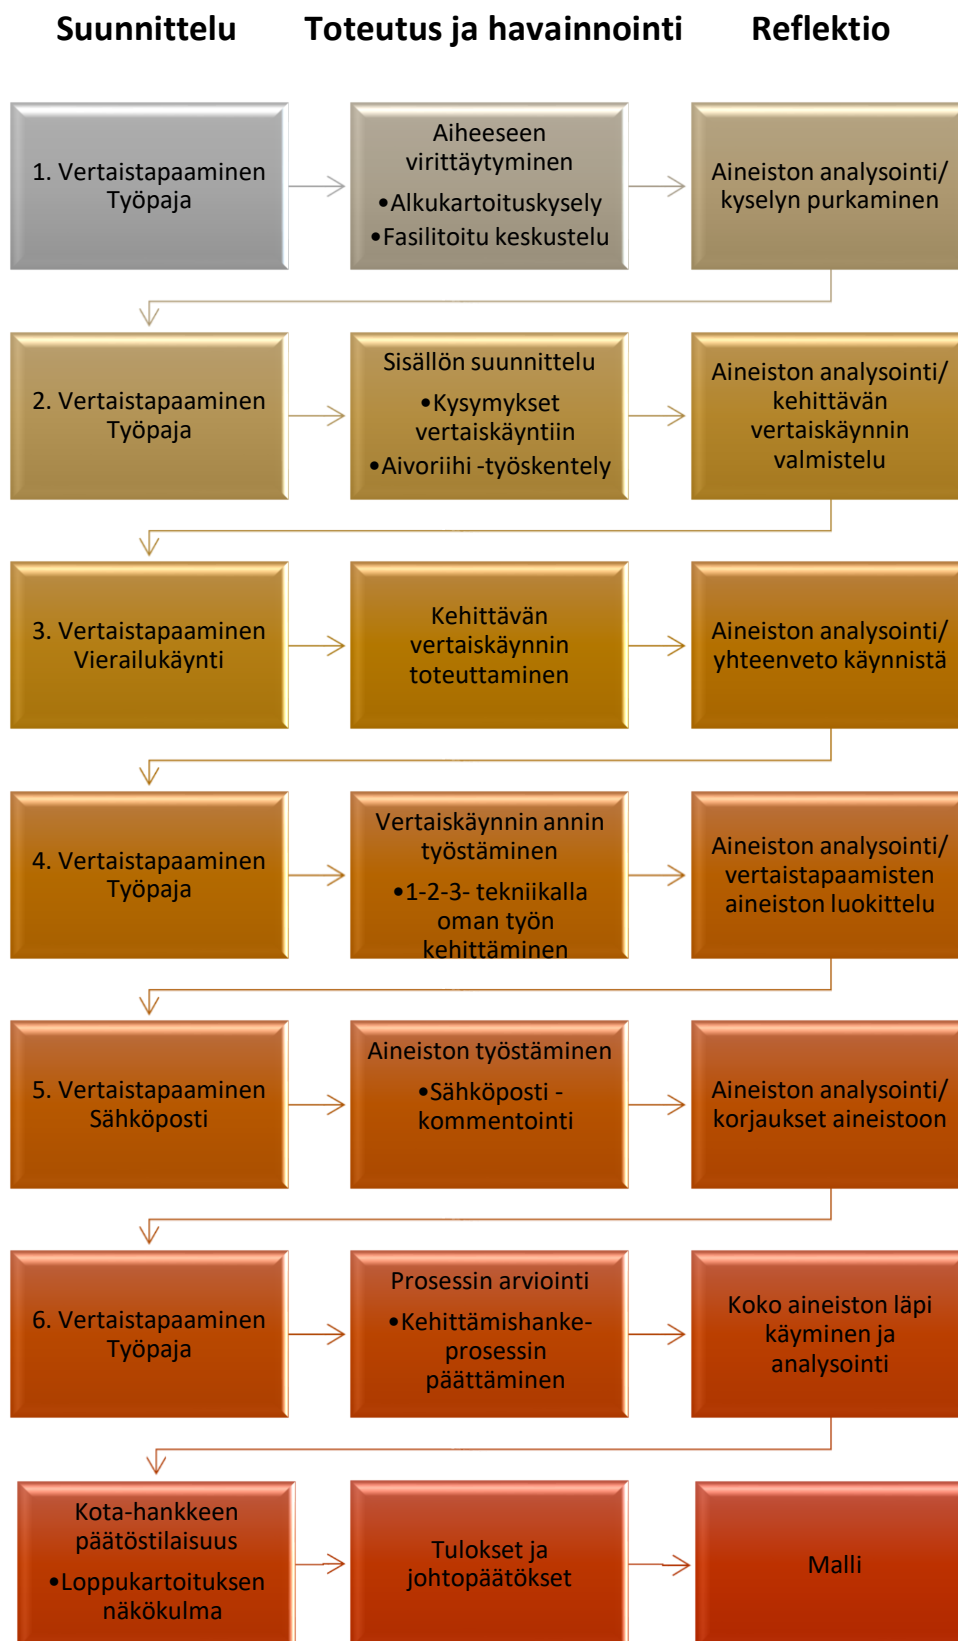 Suunnittelu
Toteutus ja havainnointi
Reflektio
1. Vertaistapaaminen
Työpaja
Aiheeseen
virittäytyminen
•Alkukartoituskysely
•Fasilitoitu keskustelu
Aineiston analysointi/
kyselyn purkaminen
2. Vertaistapaaminen
Työpaja
Sisällön suunnittelu
•Kysymykset
vertaiskäyntiin
•Aivoriihi -työskentely
Aineiston analysointi/
kehittävän
vertaiskäynnin
valmistelu
3. Vertaistapaaminen
Vierailukäynti
Kehittävän
vertaiskäynnin
toteuttaminen
Aineiston analysointi/
yhteenveto käynnistä
4. Vertaistapaaminen
Työpaja
Vertaiskäynnin annin
työstäminen
•1-2-3- tekniikalla
oman työn
kehittäminen
Aineiston analysointi/
vertaistapaamisten
aineiston luokittelu
5. Vertaistapaaminen
Sähköposti
Aineiston työstäminen
•Sähköposti -
kommentointi
Aineiston analysointi/
korjaukset aineistoon
6. Vertaistapaaminen
Työpaja
Prosessin arviointi
•Kehittämishanke-
prosessin
päättäminen
Koko aineiston läpi
käyminen ja
analysointi
Kota-hankkeen
päätöstilaisuus
•Loppukartoituksen
näkökulma
Tulokset ja
johtopäätökset
Malli